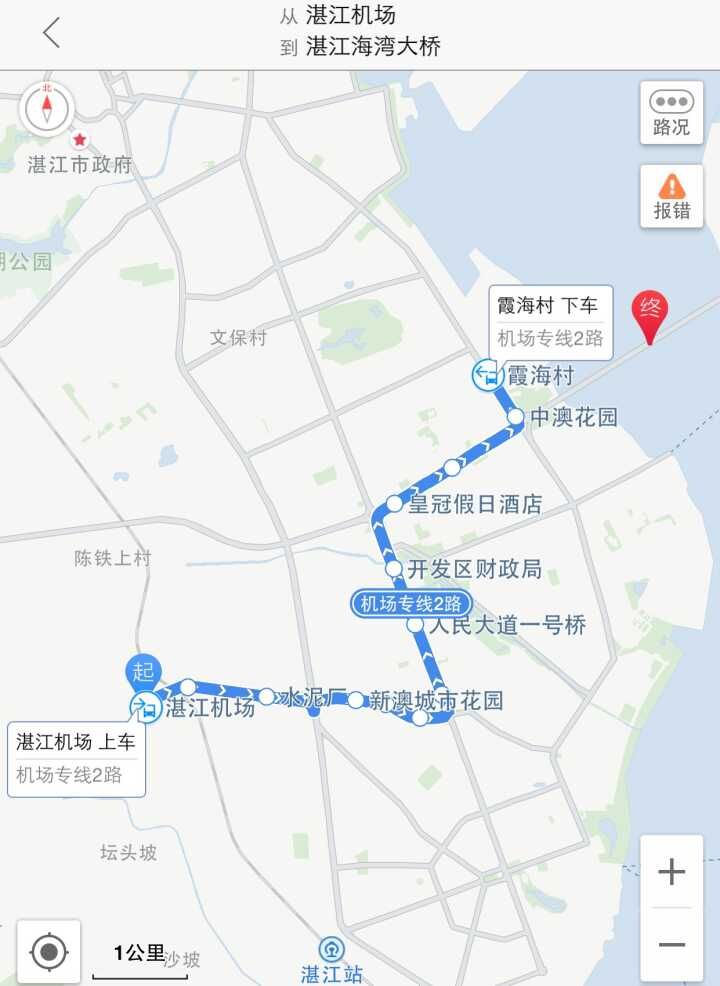 从 湛江机场
到 湛江海湾大桥
北
路况
湛江市政府
报错
湖公园
霞海村 下车
终
机场专线2路
文保村
霞海村
中澳花园
皇冠假日酒店
陈铁上村
开发区财政局
机场专线2路
人民大道一号桥
起
水泥厂
新澳城市花园
湛江机场
湛江机场 上车
机场专线2路
坛头坡
1公里
沙坡
湛江站